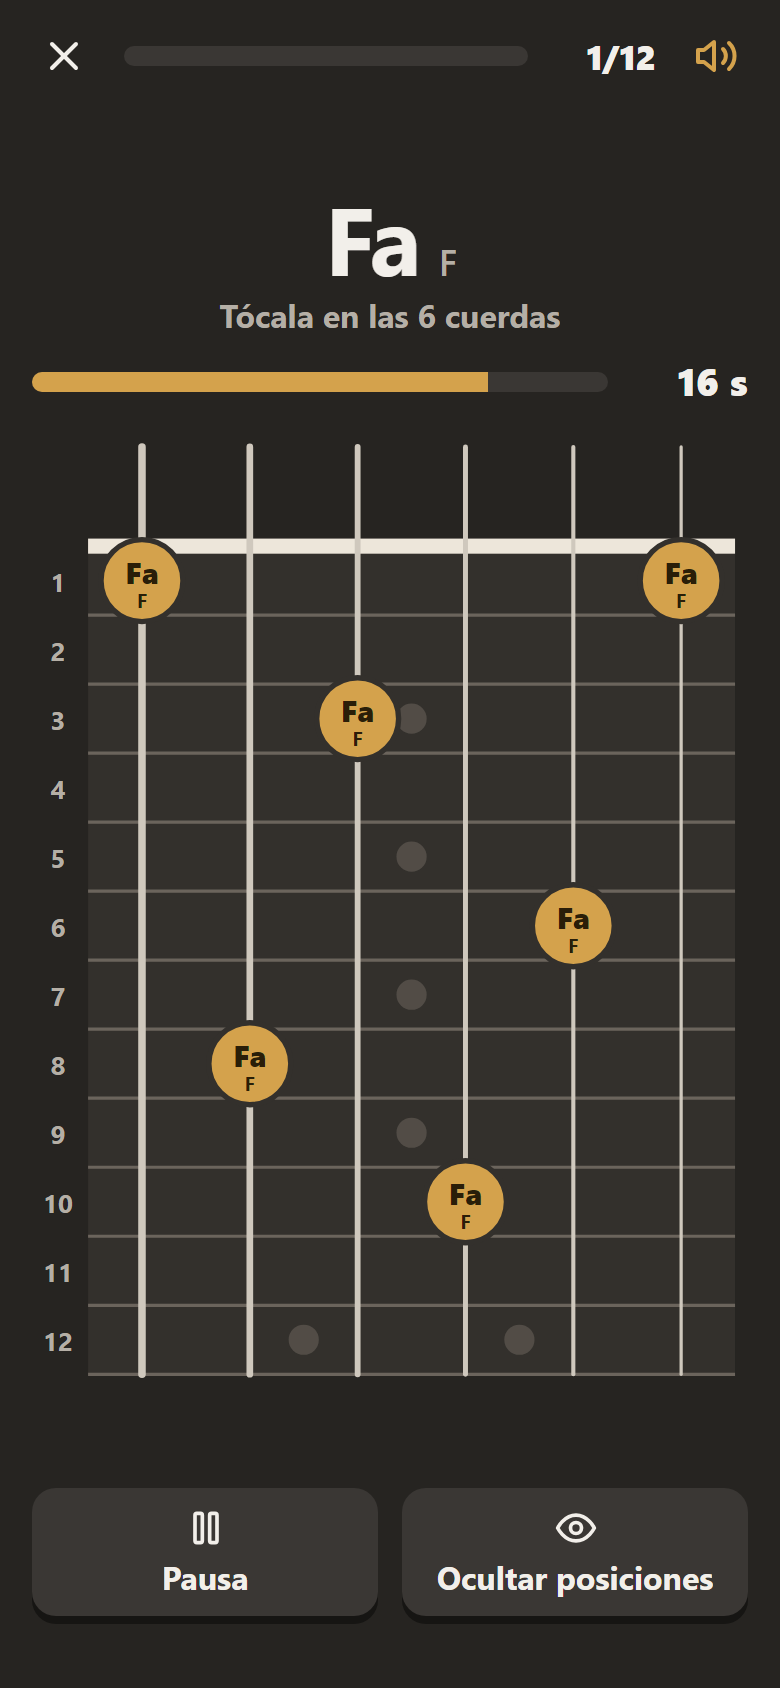 1/12
Fa F
Tócala en las 6 cuerdas
16 s
1 Fa F Fa F
2
3 Fa F
4
5
6 Fa F
7
8 Fa F
9
10 Fa F
11
12
Pausa
Ocultar posiciones